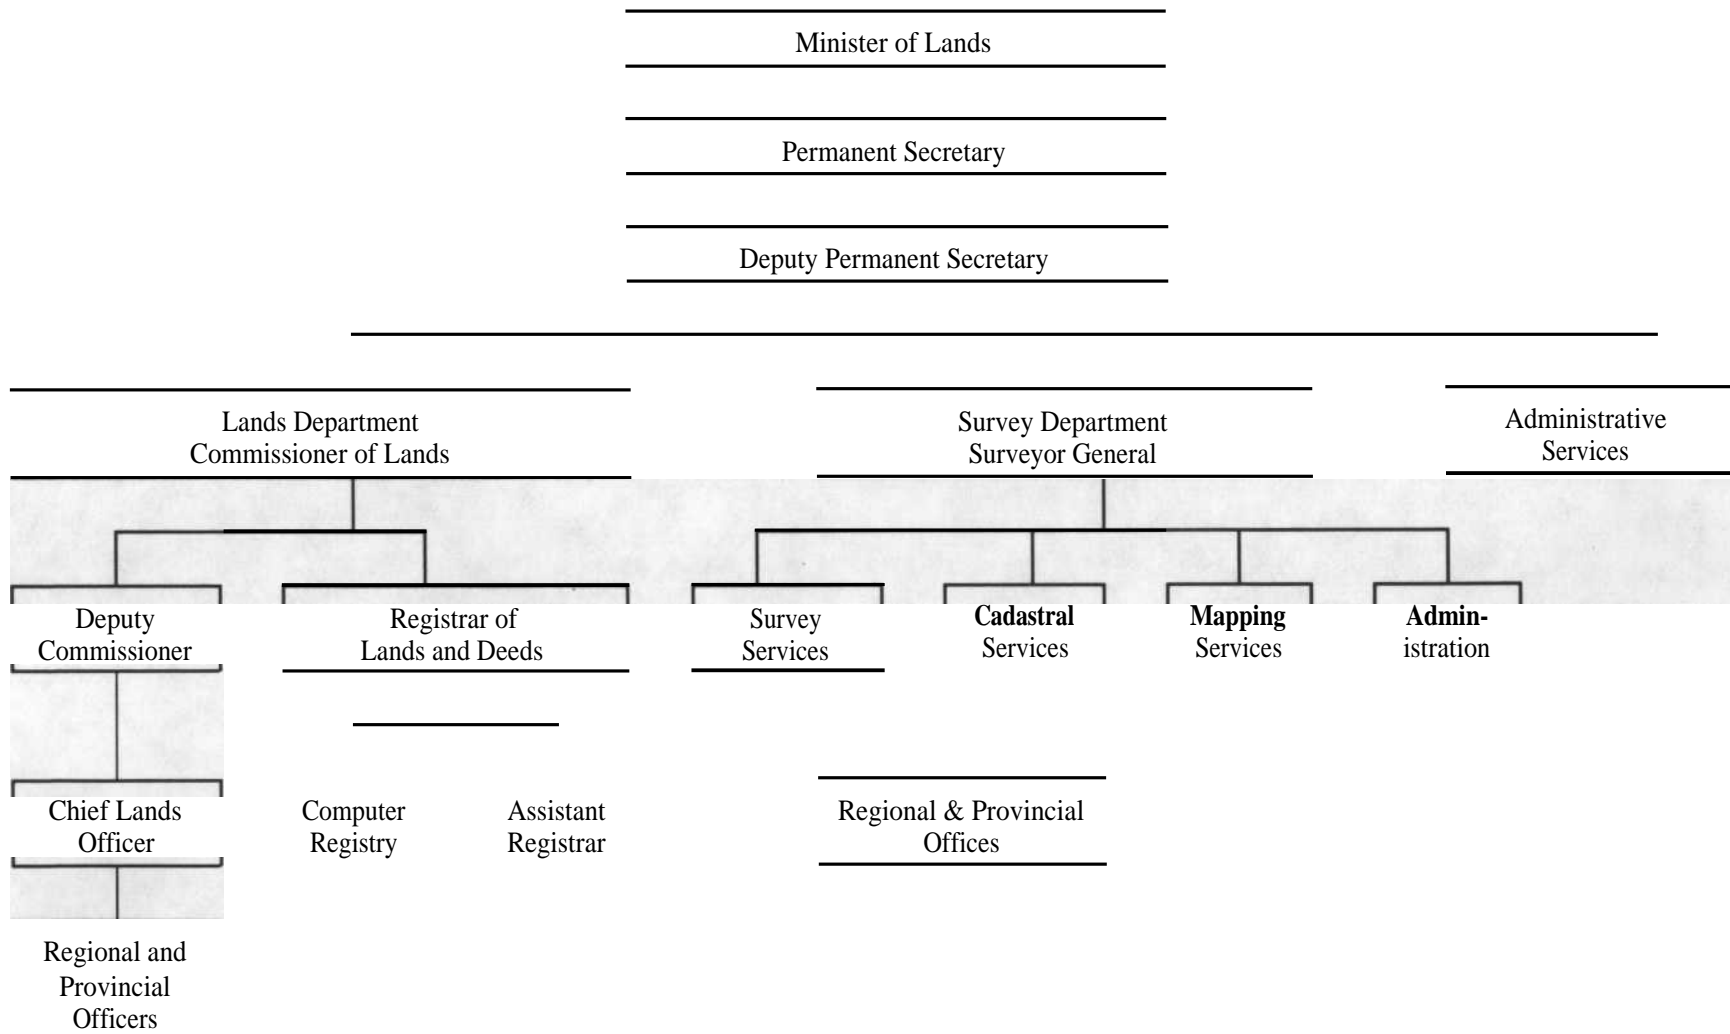 Minister of Lands
Permanent Secretary
Deputy Permanent Secretary
Lands Department
Commissioner of Lands
Survey Department
Surveyor General
Administrative
Services
Deputy
Commissioner
Registrar of
Lands and Deeds
Survey
Services
Cadastral
Services
Mapping
Services
Admin-
istration
Chief Lands
Officer
Computer
Registry
Assistant
Registrar
Regional & Provincial
Offices
Regional and
Provincial
Officers